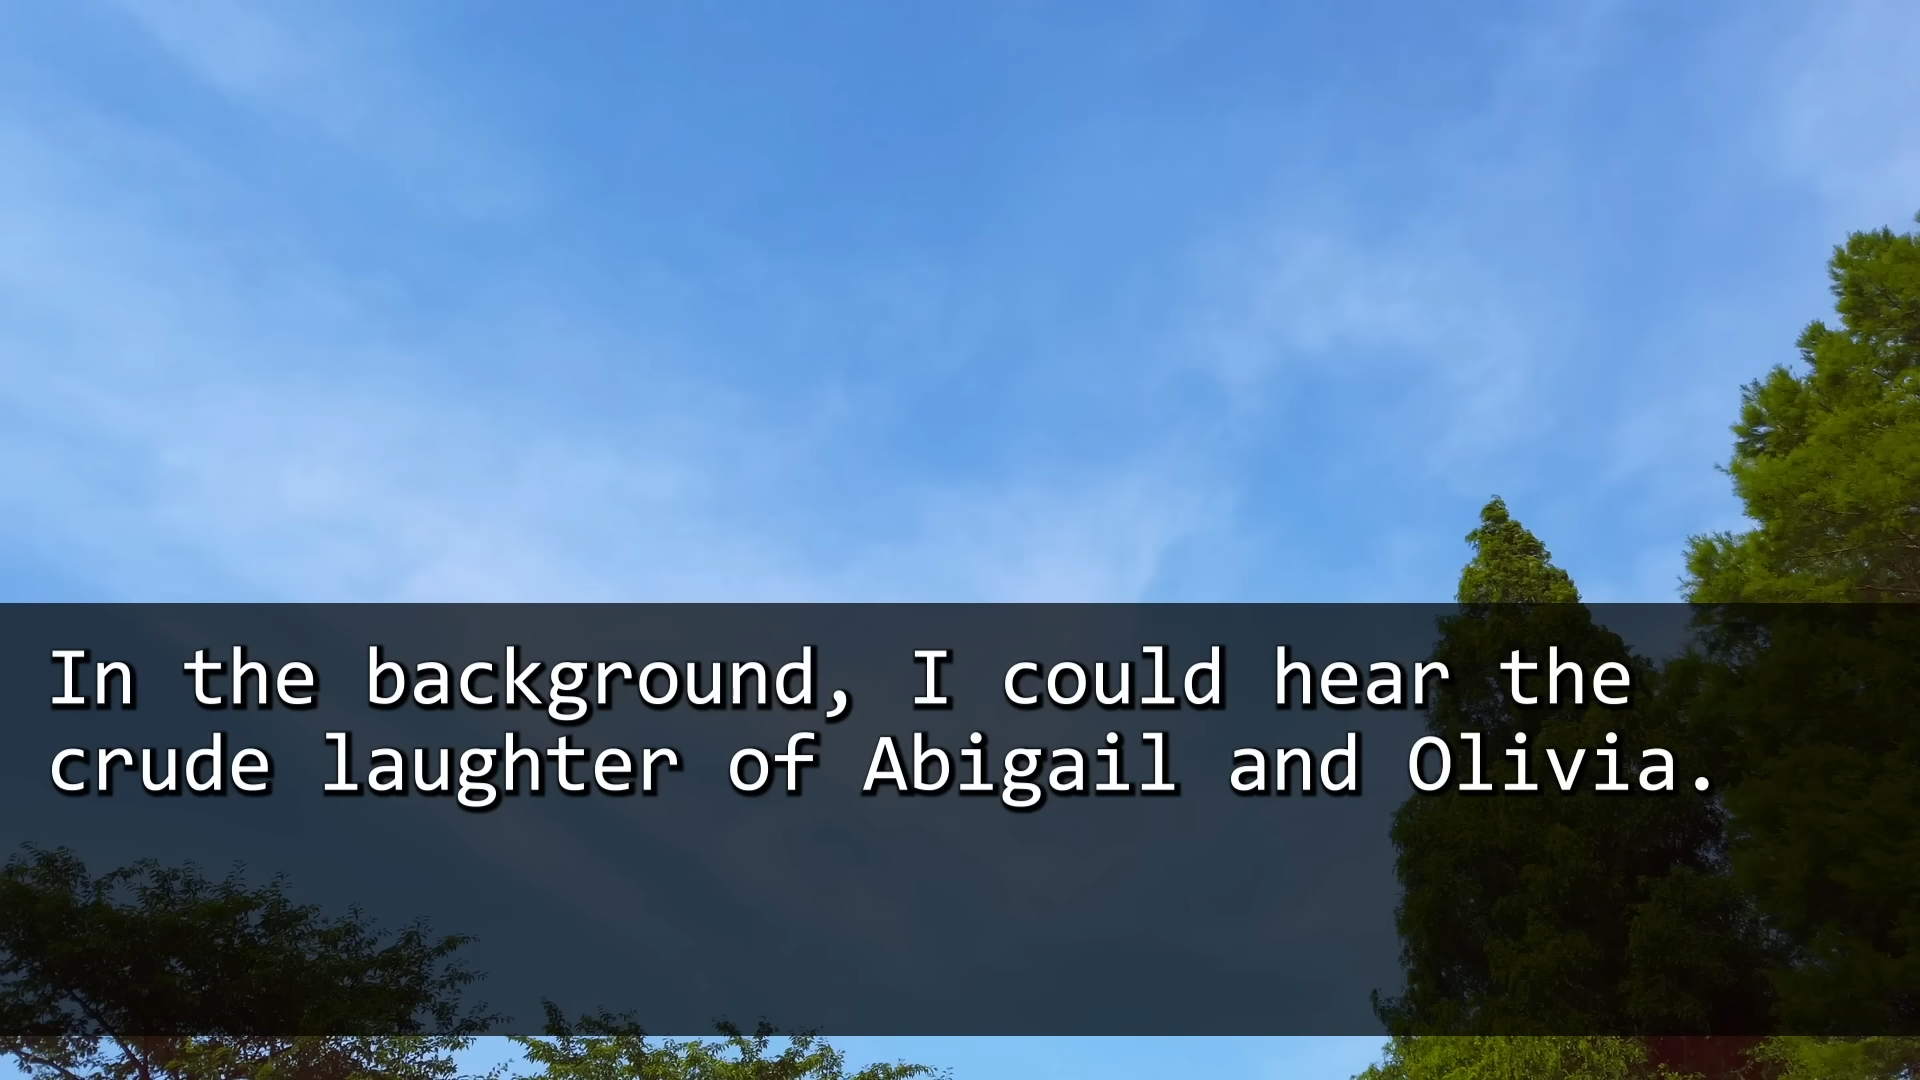 In the background, I could hear the
crude laughter of Abigail and Olivia.